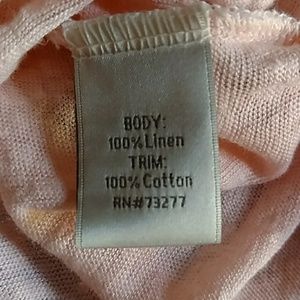 BODY:
100% Linen
TRIM:
100% Cotton
RN#73277